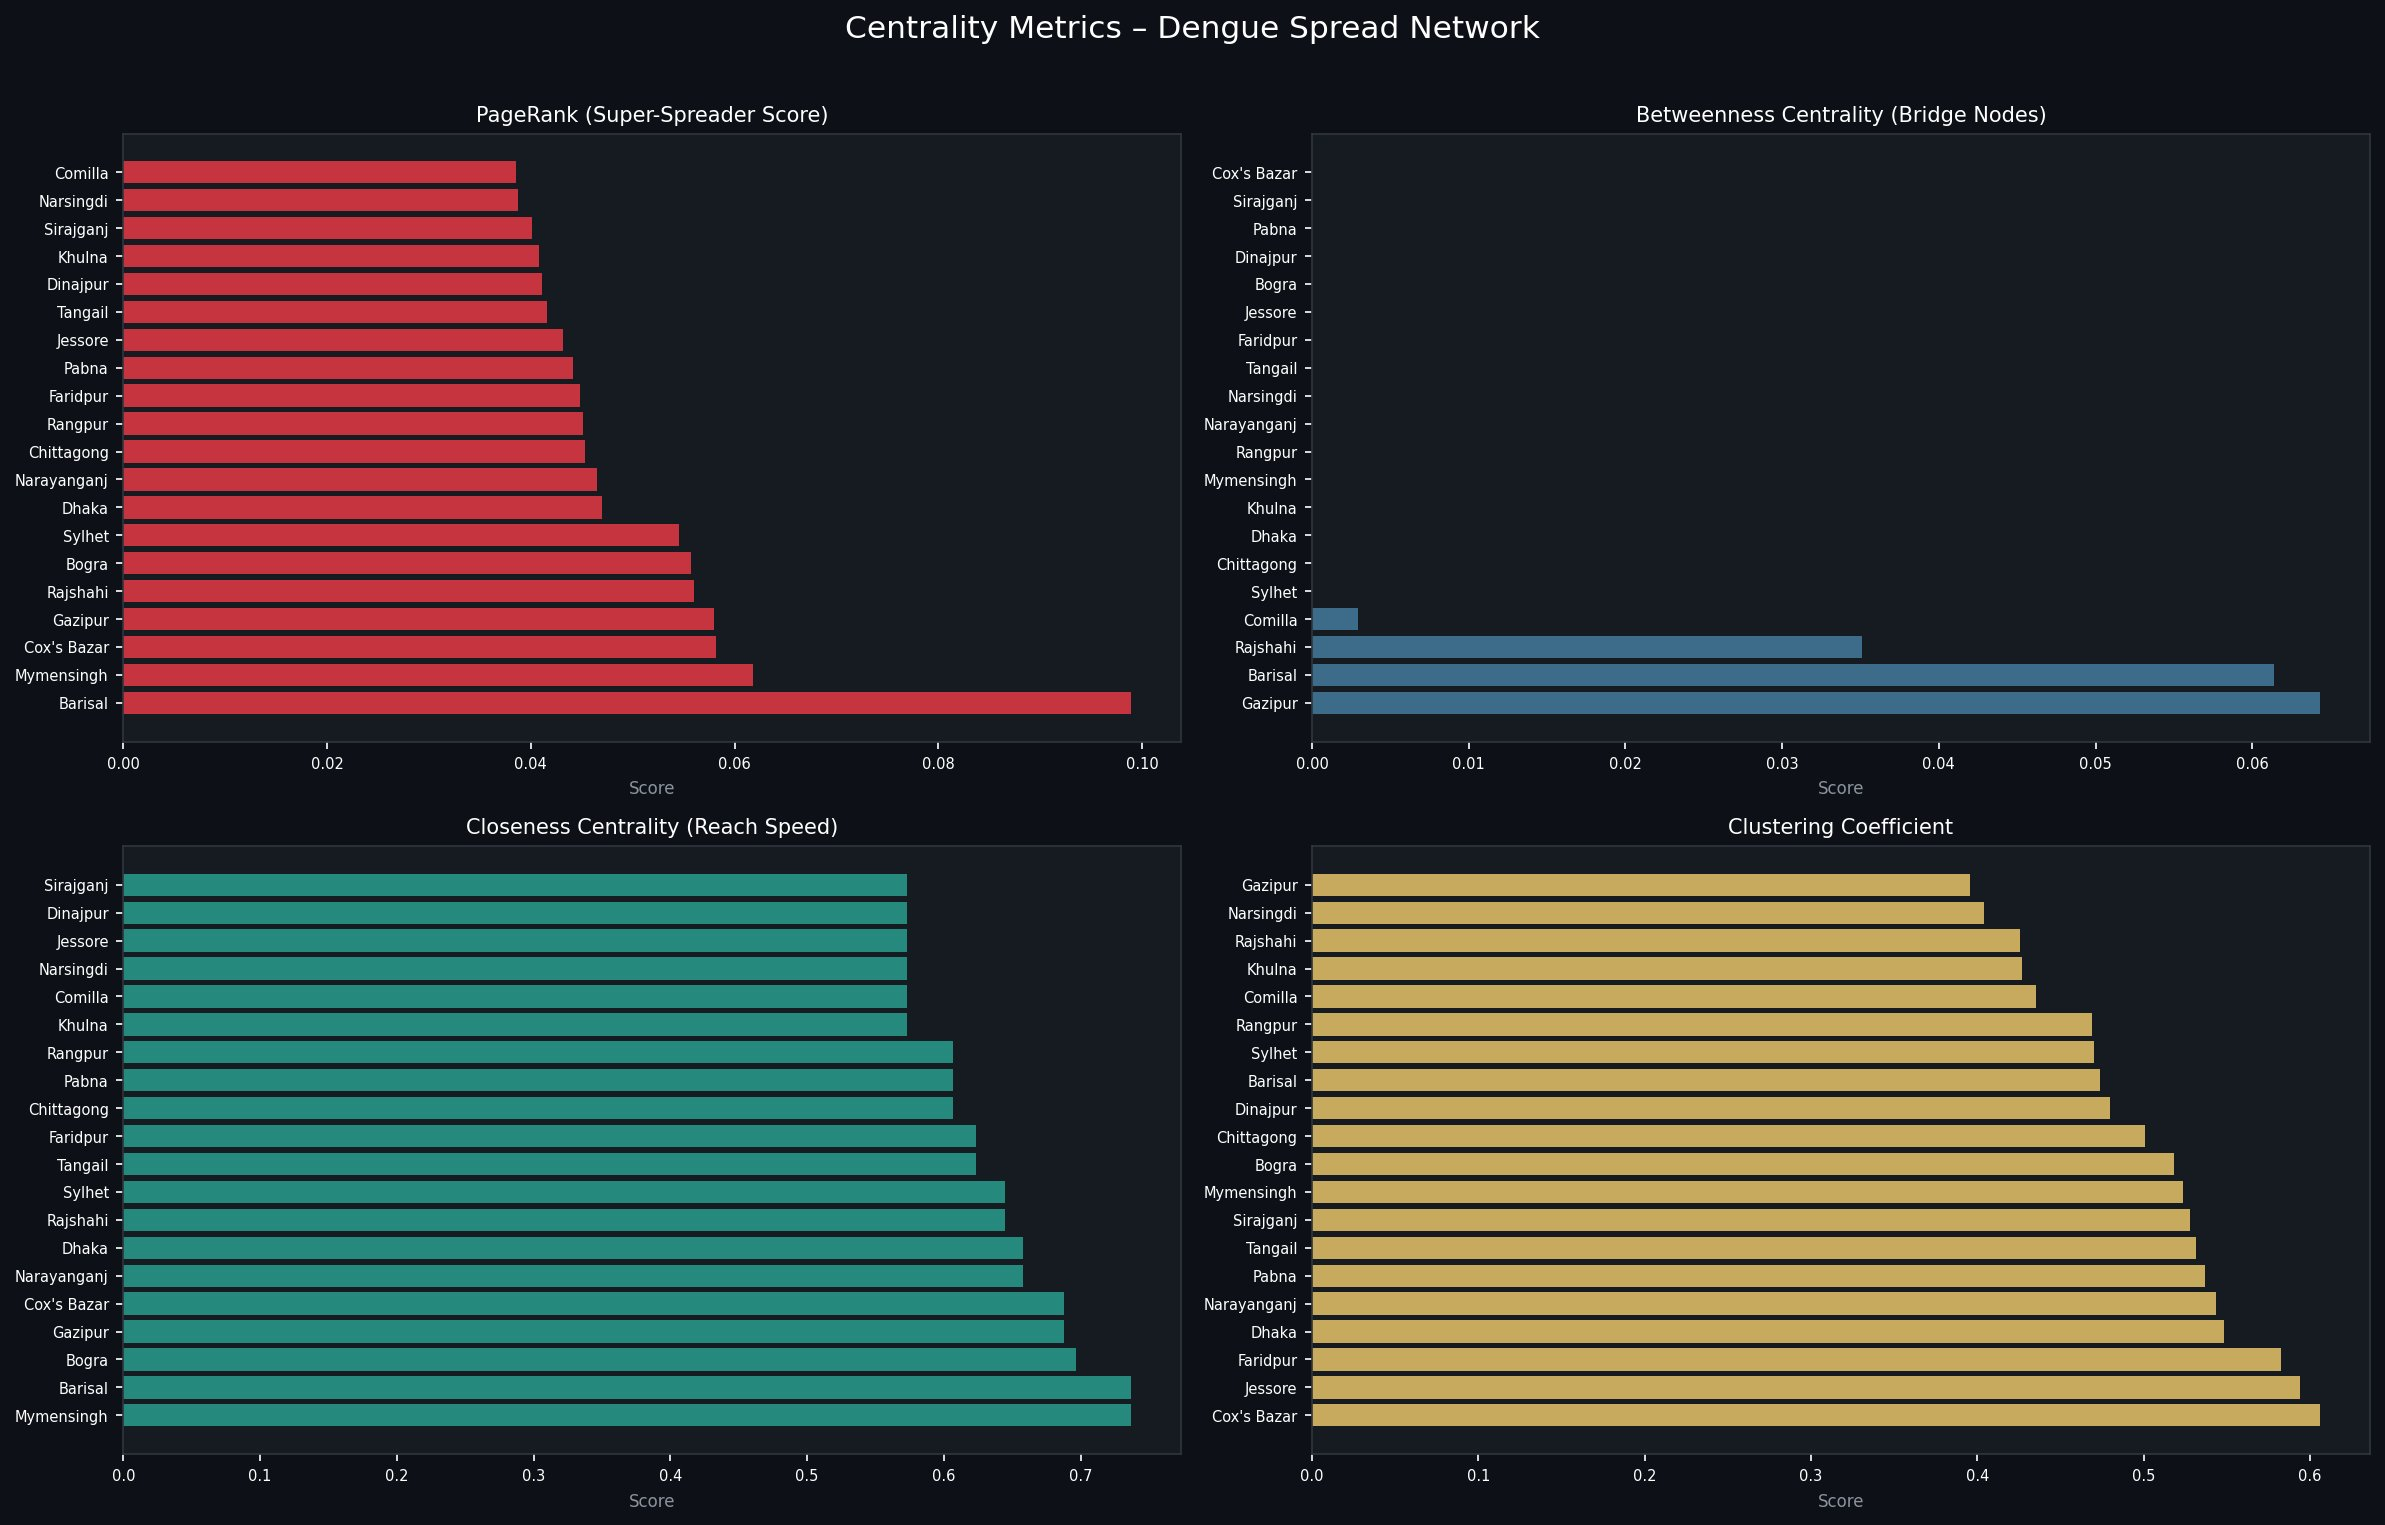 Centrality Metrics – Dengue Spread Network
PageRank (Super-Spreader Score)
Comilla
Narsingdi
Sirajganj
Khulna
Dinajpur
Tangail
Jessore
Pabna
Faridpur
Rangpur
Chittagong
Narayanganj
Dhaka
Sylhet
Bogra
Rajshahi
Gazipur
Cox's Bazar
Mymensingh
Barisal
0.00 0.02 0.04 0.06 0.08 0.10
Score
Betweenness Centrality (Bridge Nodes)
Cox's Bazar
Sirajganj
Pabna
Dinajpur
Bogra
Jessore
Faridpur
Tangail
Narsingdi
Narayanganj
Rangpur
Mymensingh
Khulna
Dhaka
Chittagong
Sylhet
Comilla
Rajshahi
Barisal
Gazipur
0.00 0.01 0.02 0.03 0.04 0.05 0.06
Score
Closeness Centrality (Reach Speed)
Sirajganj
Dinajpur
Jessore
Narsingdi
Comilla
Khulna
Rangpur
Pabna
Chittagong
Faridpur
Tangail
Sylhet
Rajshahi
Dhaka
Narayanganj
Cox's Bazar
Gazipur
Bogra
Barisal
Mymensingh
0.0 0.1 0.2 0.3 0.4 0.5 0.6 0.7
Score
Clustering Coefficient
Gazipur
Narsingdi
Rajshahi
Khulna
Comilla
Rangpur
Sylhet
Barisal
Dinajpur
Chittagong
Bogra
Mymensingh
Sirajganj
Tangail
Pabna
Narayanganj
Dhaka
Faridpur
Jessore
Cox's Bazar
0.0 0.1 0.2 0.3 0.4 0.5 0.6
Score